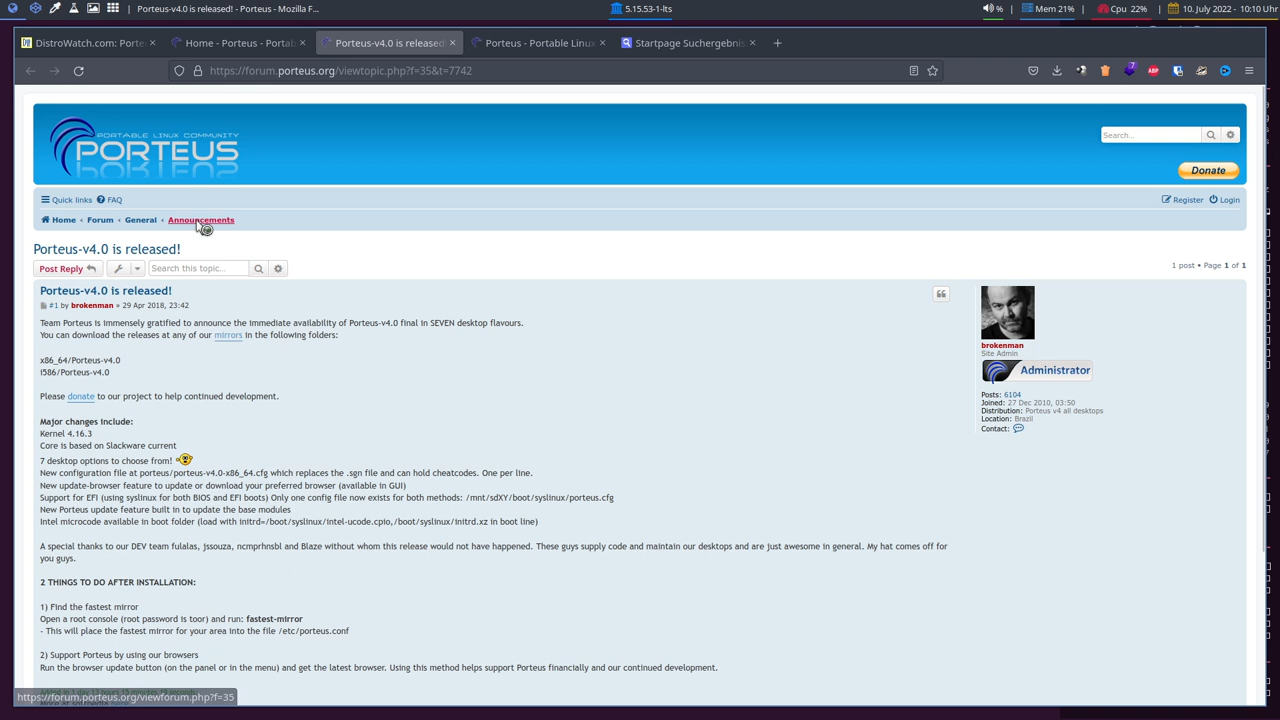 Porteus-v4.0 is released! - Porteus - Mozilla F...
5.15.53-1-lts
%
Mem 21%
Cpu 22%
10. July 2022 - 10:10 Uhr
DistroWatch.com: Porte
Home - Porteus - Portab
Porteus-v4.0 is released!
Porteus - Portable Linux
Startpage Suchergebnis
https://forum.porteus.org/viewtopic.php?f=35&t=7742
7
ABP
PORTABLE LINUX COMMUNITY
PORTEUS
Search...
Donate
Quick links
FAQ
Register
Login
Home ‹ Forum ‹ General ‹ Announcements
Porteus-v4.0 is released!
Post Reply
Search this topic...
1 post • Page 1 of 1
Porteus-v4.0 is released!
#1 by brokenman » 29 Apr 2018, 23:42
Team Porteus is immensely gratified to announce the immediate availability of Porteus-v4.0 final in SEVEN desktop flavours.
You can download the releases at any of our mirrors in the following folders:
x86_64/Porteus-v4.0
!586/Porteus-v4.0
Please donate to our project to help continued development.
Major changes include:
Kernel 4.16.3
Core is based on Slackware current
7 desktop options to choose from!
New configuration file at porteus/porteus-v4.0-x86_64.cfg which replaces the .sgn file and can hold cheatcodes. One per line.
New update-browser feature to update or download your preferred browser (available in GUI)
Support for EFI (using syslinux for both BIOS and EFI boots) Only one config file now exists for both methods: /mnt/sdXY/boot/syslinux/porteus.cfg
New Porteus update feature built in to update the base modules
Intel microcode available in boot folder (load with initrd=/boot/syslinux/intel-ucode.cpio,/boot/syslinux/initrd.xz in boot line)
A special thanks to our DEV team fulalas, jssouza, ncmprhnsbl and Blaze without whom this release would not have happened. These guys supply code and maintain our desktops and are just awesome in general. My hat comes off for
you guys.
2 THINGS TO DO AFTER INSTALLATION:
1) Find the fastest mirror
Open a root console (root password is toor) and run: fastest-mirror
- This will place the fastest mirror for your area into the file /etc/porteus.conf
2) Support Porteus by using our browsers
Run the browser update button (on the panel or in the menu) and get the latest browser. Using this method helps support Porteus financially and our continued development.
brokenman
Site Admin
Administrator
Posts: 6104
Joined: 27 Dec 2010, 03:50
Distribution: Porteus v4 all desktops
Location: Brazil
Contact:
https://forum.porteus.org/viewforum.php?f=35